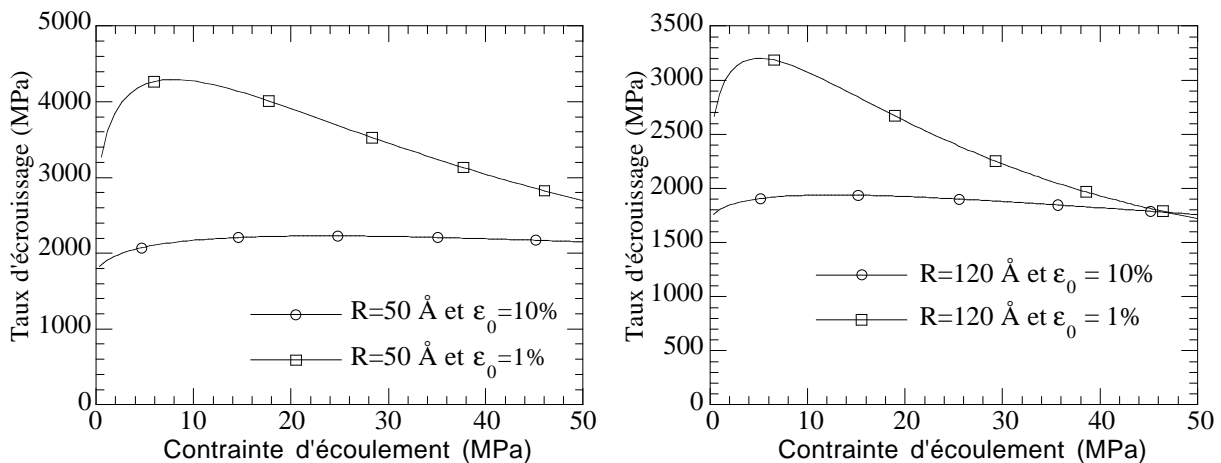 Taux d'écrouissage (MPa)
5000
4000
3000
2000
1000
0
R=50 Å et ε0=10%
R=50 Å et ε0=1%
0 10 20 30 40 50
Contrainte d'écoulement (MPa)
Taux d'écrouissage (MPa)
3500
3000
2500
2000
1500
1000
500
0
R=120 Å et ε0 = 10%
R=120 Å et ε0 = 1%
0 10 20 30 40 50
Contrainte d'écoulement (MPa)